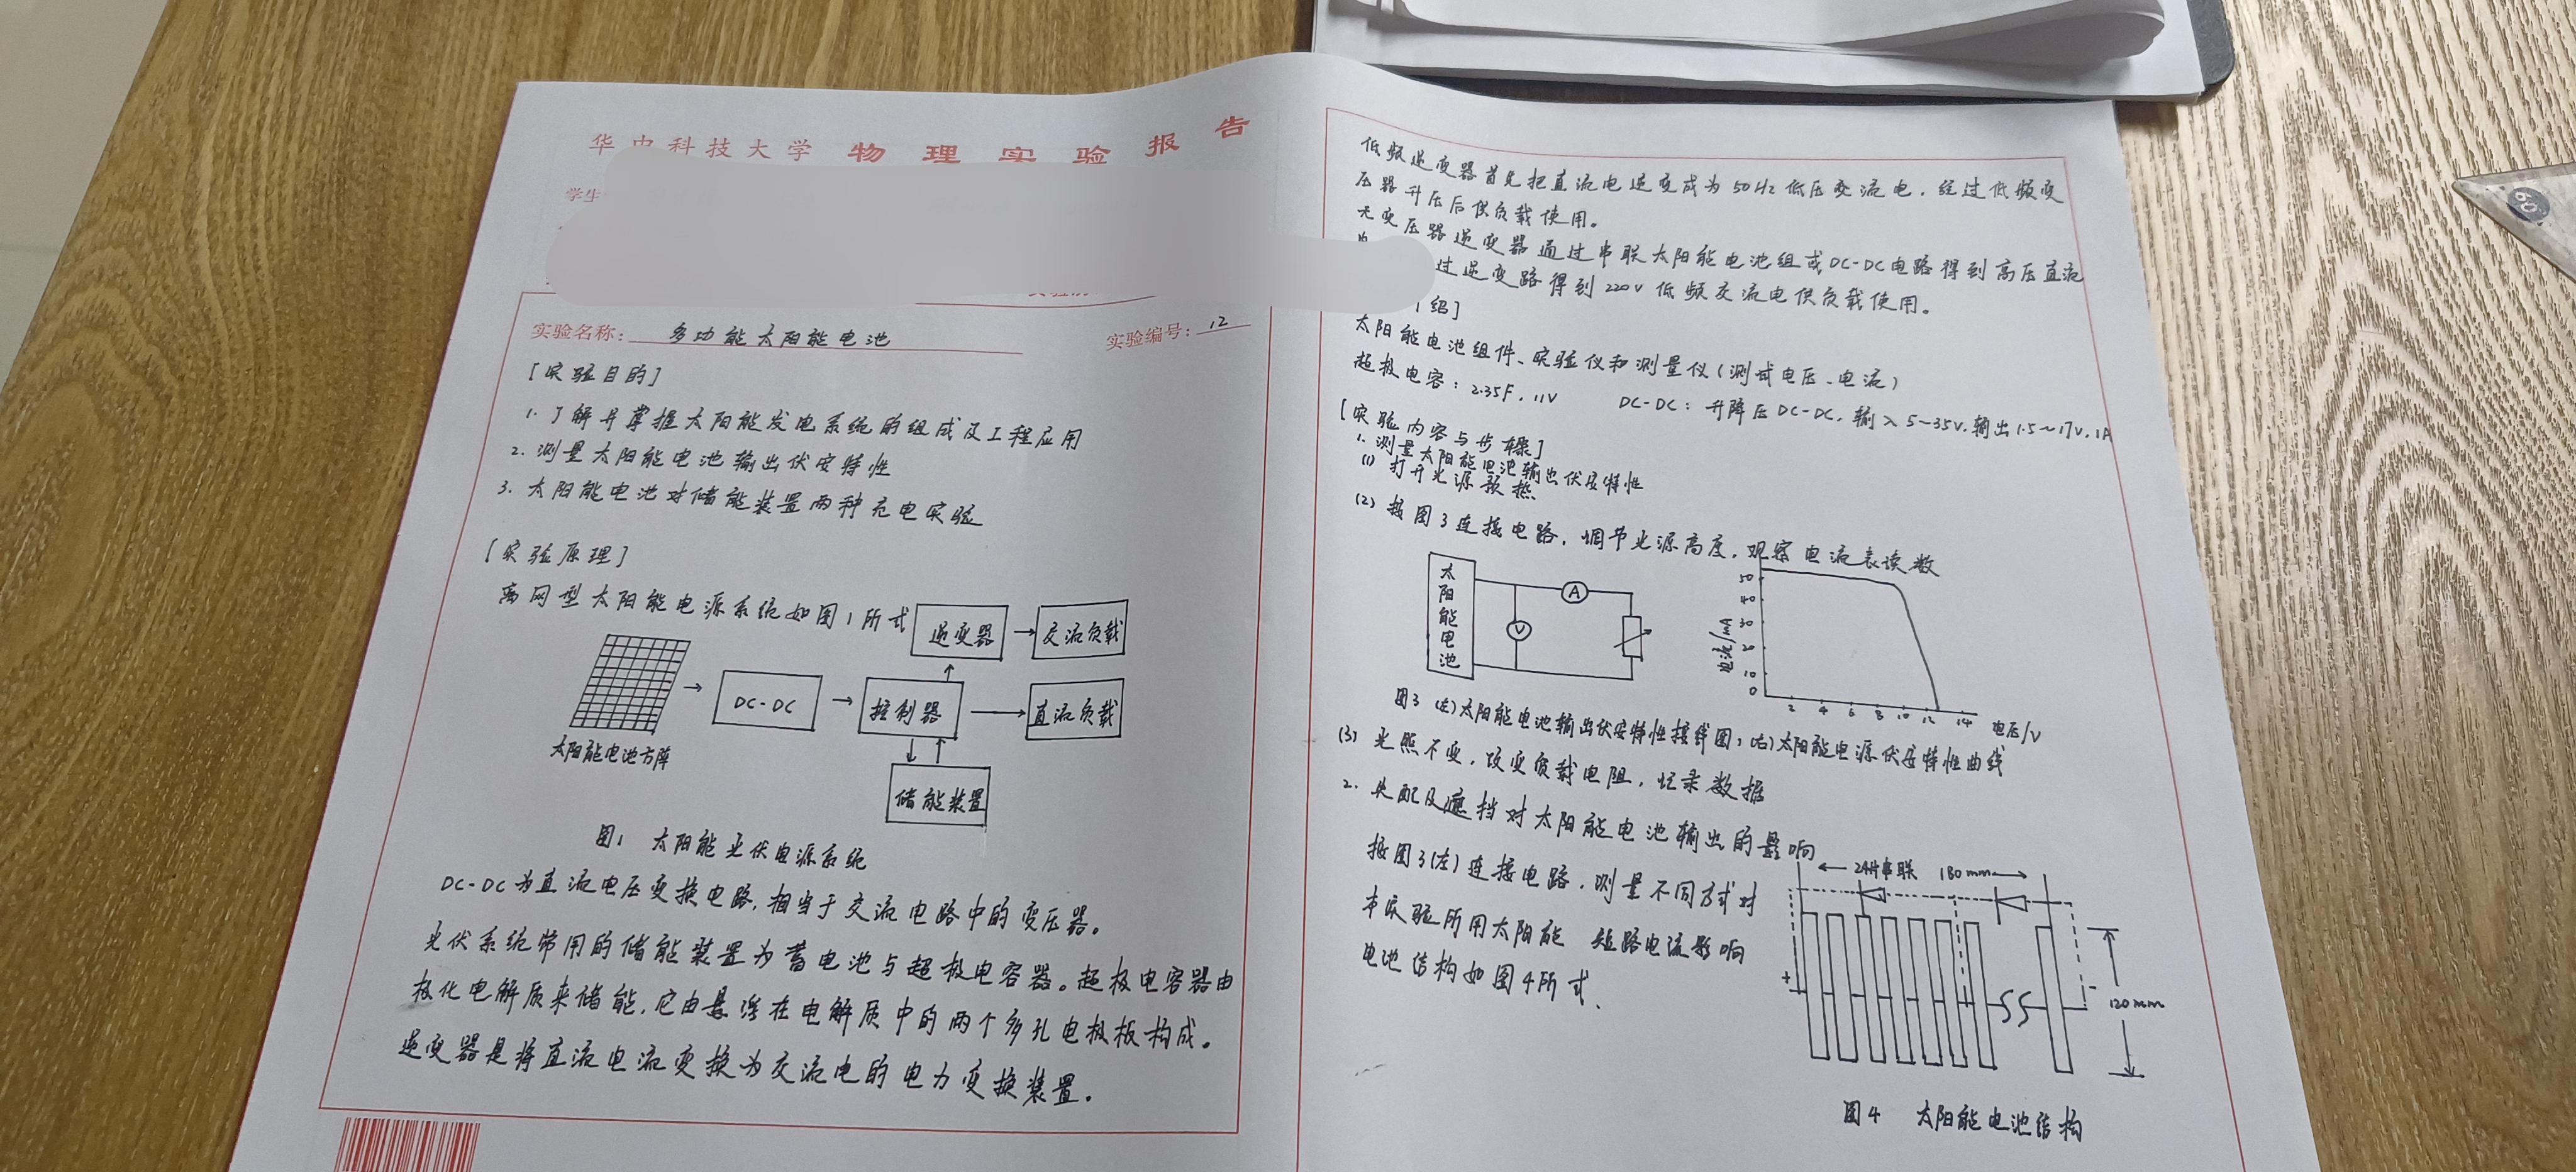 华中科技大学 物理实验报告
学生
实验名称: 多功能太阳能电池 实验编号: 12
[实验目的]
1. 了解并掌握太阳能发电系统的组成及工程应用
2. 测量太阳能电池输出伏安特性
3. 太阳能电池对储能装置两种充电实验
[实验原理]
离网型太阳能电源系统如图1所式
逆变器
交流负载
DC-DC
控制器
直流负载
太阳能电池方阵
储能装置
图1 太阳能光伏电源系统
DC-DC为直流电压变换电路,相当于交流电路中的变压器。
光伏系统常用的储能装置为蓄电池与超极电容器。超极电容器由
极化电解质来储能,它由悬浮在电解质中的两个多孔电极板构成。
逆变器是将直流电流变换为交流电的电力变换装置。
低频逆变器首先把直流电逆变成为50Hz低压交流电,经过低频变
压器升压后供负载使用。
无变压器逆变器通过串联太阳能电池组或DC-DC电路得到高压直流
过逆变路得到220V低频交流电供负载使用。
绍]
太阳能电池组件、实验仪和测量仪(测试电压、电流)
超极电容: 2.35F, 11V DC-DC: 升降压DC-DC, 输入5~35V, 输出1.5~17V, 1A
[实验内容与步骤]
1. 测量太阳能电池输出伏安特性
(1) 打开光源预热
(2) 按图3连接电路,调节光源高度,观察电流表读数
太阳能电池
A
V
电流/mA
50
40
30
10
0
2 4 6 8 10 12 14
电压/V
图3 (左)太阳能电池输出伏安特性接线图; (右)太阳能电源伏安特性曲线
(3) 光照不变,改变负载电阻,记录数据
2. 失配及遮挡对太阳能电池输出的影响
按图3(左)连接电路,测量不同方式对
本实验所用太阳能 短路电流影响
电池结构如图4所式、
24片串联 180mm
+
-
120mm
图4 太阳能电池结构